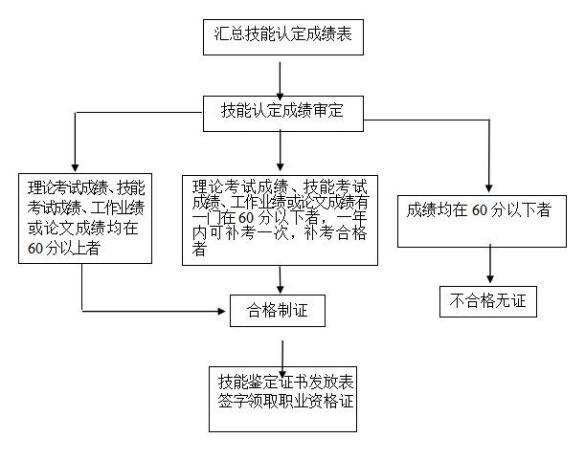 汇总技能认定成绩表
技能认定成绩审定
理论考试成绩、技能
考试成绩、工作业绩
或论文成绩均在
60分以上者
理论考试成绩、技能考试
成绩、工作业绩或论文成绩有
一门在60分以下者，一年
内可补考一次，补考合格
者
成绩均在60分以下者
合格制证
不合格无证
技能鉴定证书发放表
签字领取职业资格证